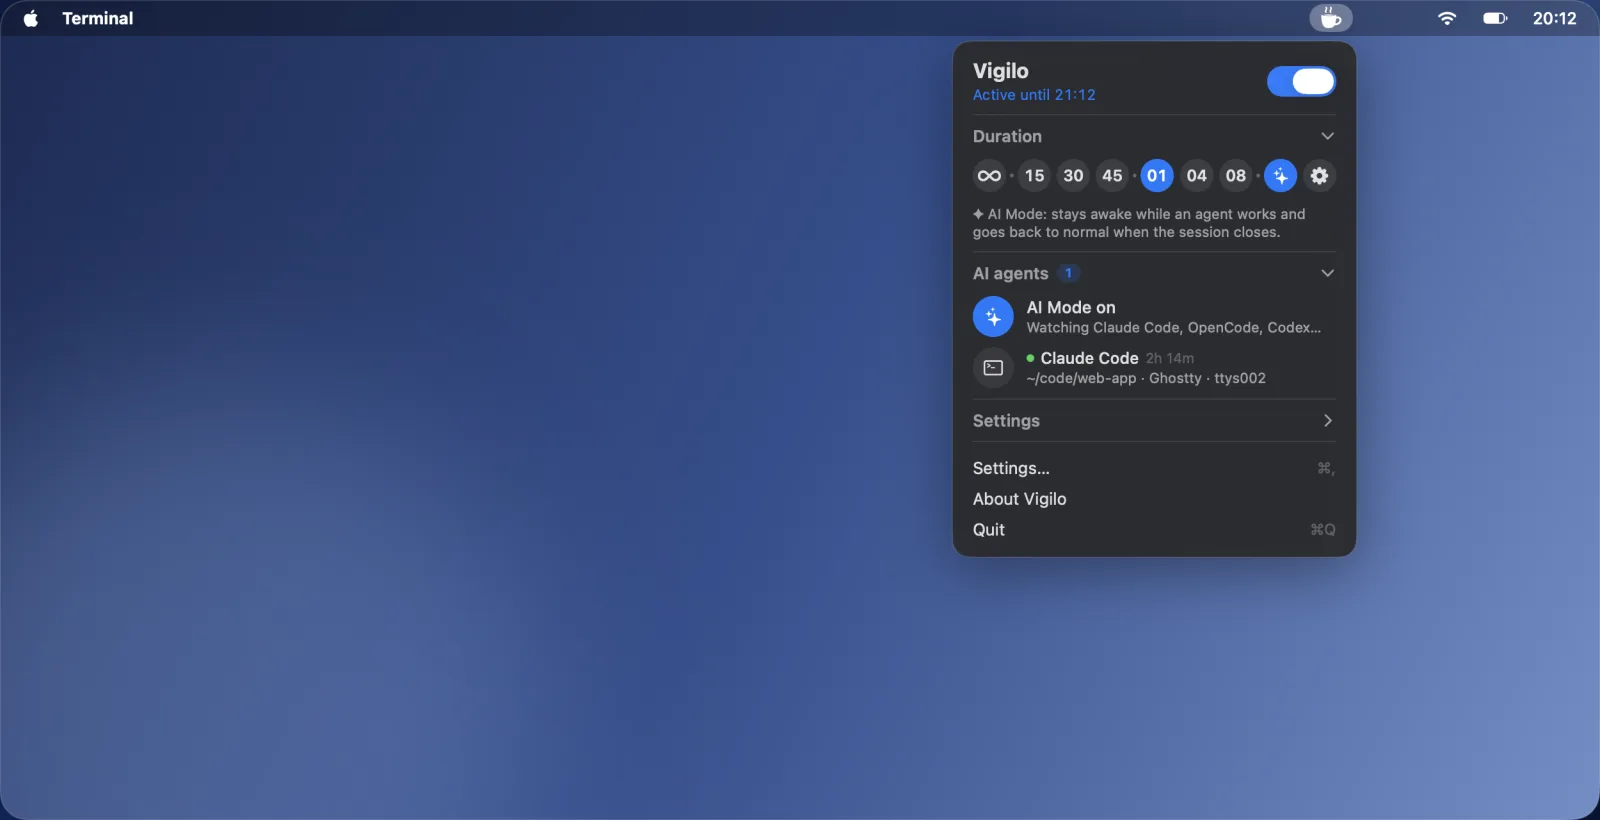 Terminal
20:12
Vigilo
Active until 21:12
Duration
∞ · 15 30 45 · 01 04 08 ·
✦ AI Mode: stays awake while an agent works and
goes back to normal when the session closes.
AI agents 1
AI Mode on
Watching Claude Code, OpenCode, Codex...
Claude Code 2h 14m
~/code/web-app · Ghostty · ttys002
Settings
Settings... ⌘,
About Vigilo
Quit ⌘Q